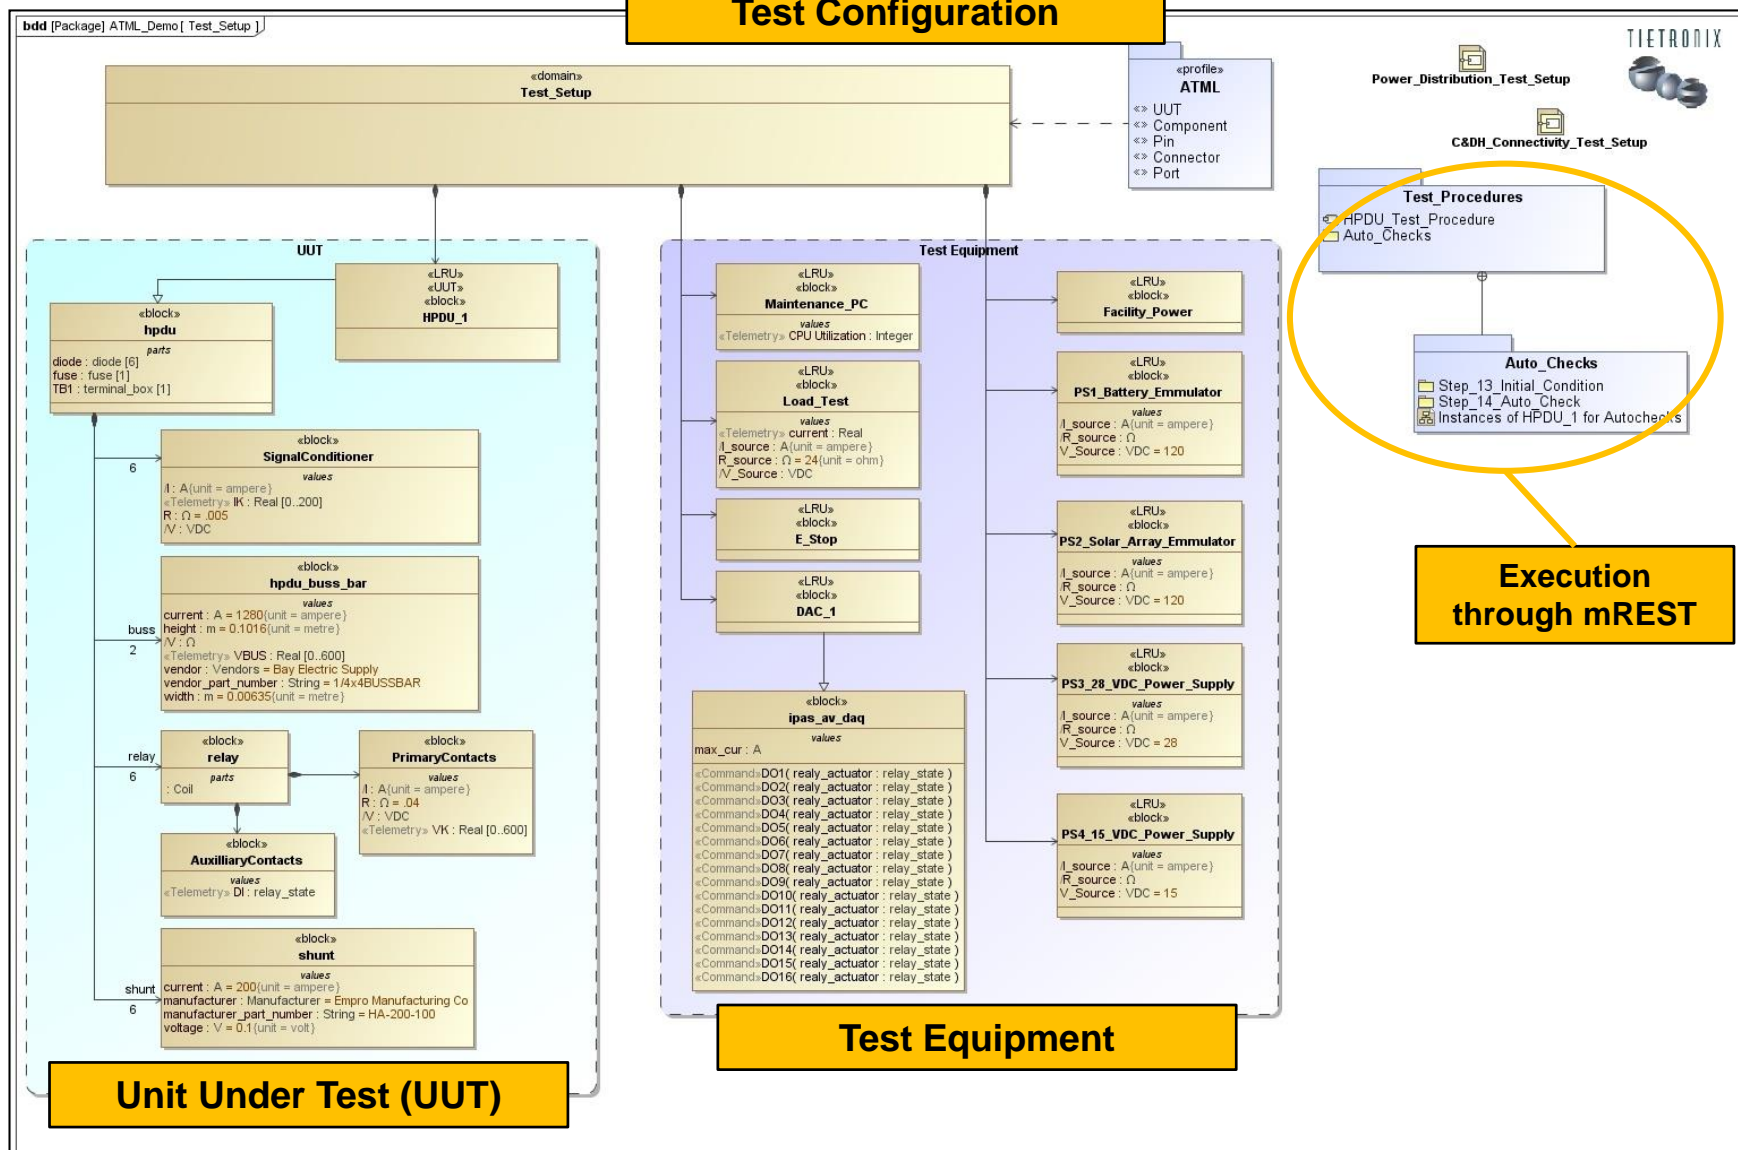 Test Configuration
bdd [Package] ATML_Demo [ Test_Setup ]
TIETRONIX
«domain»
Test_Setup
«profile»
ATML
«» UUT
«» Component
«» Pin
«» Connector
«» Port
Power_Distribution_Test_Setup
C&DH_Connectivity_Test_Setup
Test_Procedures
HPDU_Test_Procedure
Auto_Checks
Auto_Checks
Step_13_Initial_Condition
Step_14_Auto_Check
Instances of HPDU_1 for Autochecks
Execution
through mREST
UUT
«LRU»
«UUT»
«block»
HPDU_1
«block»
hpdu
parts
diode : diode [6]
fuse : fuse [1]
TB1 : terminal_box [1]
6
«block»
SignalConditioner
values
/I : A{unit = ampere}
«Telemetry» IK : Real [0..200]
R : Ω = .005
/V : VDC
buss
2
«block»
hpdu_buss_bar
values
current : A = 1280{unit = ampere}
height : m = 0.1016{unit = metre}
/V : Ω
«Telemetry» VBUS : Real [0..600]
vendor : Vendors = Bay Electric Supply
vendor_part_number : String = 1/4x4BUSSBAR
width : m = 0.00635{unit = metre}
relay
6
«block»
relay
parts
: Coil
«block»
PrimaryContacts
values
/I : A{unit = ampere}
R : Ω = .04
/V : VDC
«Telemetry» VK : Real [0..600]
«block»
AuxilliaryContacts
values
«Telemetry» DI : relay_state
shunt
6
«block»
shunt
values
current : A = 200{unit = ampere}
manufacturer : Manufacturer = Empro Manufacturing Co
manufacturer_part_number : String = HA-200-100
voltage : V = 0.1{unit = volt}
Unit Under Test (UUT)
Test Equipment
«LRU»
«block»
Maintenance_PC
values
«Telemetry» CPU Utilization : Integer
«LRU»
«block»
Load_Test
values
«Telemetry» current : Real
/I_source : A{unit = ampere}
R_source : Ω = 24{unit = ohm}
/V_Source : VDC
«LRU»
«block»
E_Stop
«LRU»
«block»
DAC_1
«block»
ipas_av_daq
values
max_cur : A
«Command»DO1( realy_actuator : relay_state )
«Command»DO2( realy_actuator : relay_state )
«Command»DO3( realy_actuator : relay_state )
«Command»DO4( realy_actuator : relay_state )
«Command»DO5( realy_actuator : relay_state )
«Command»DO6( realy_actuator : relay_state )
«Command»DO7( realy_actuator : relay_state )
«Command»DO8( realy_actuator : relay_state )
«Command»DO9( realy_actuator : relay_state )
«Command»DO10( realy_actuator : relay_state )
«Command»DO11( realy_actuator : relay_state )
«Command»DO12( realy_actuator : relay_state )
«Command»DO13( realy_actuator : relay_state )
«Command»DO14( realy_actuator : relay_state )
«Command»DO15( realy_actuator : relay_state )
«Command»DO16( realy_actuator : relay_state )
«LRU»
«block»
Facility_Power
«LRU»
«block»
PS1_Battery_Emmulator
values
/I_source : A{unit = ampere}
/R_source : Ω
V_Source : VDC = 120
«LRU»
«block»
PS2_Solar_Array_Emmulator
values
/I_source : A{unit = ampere}
/R_source : Ω
V_Source : VDC = 120
«LRU»
«block»
PS3_28_VDC_Power_Supply
values
/I_source : A{unit = ampere}
/R_source : Ω
V_Source : VDC = 28
«LRU»
«block»
PS4_15_VDC_Power_Supply
values
/I_source : A{unit = ampere}
/R_source : Ω
V_Source : VDC = 15
Test Equipment